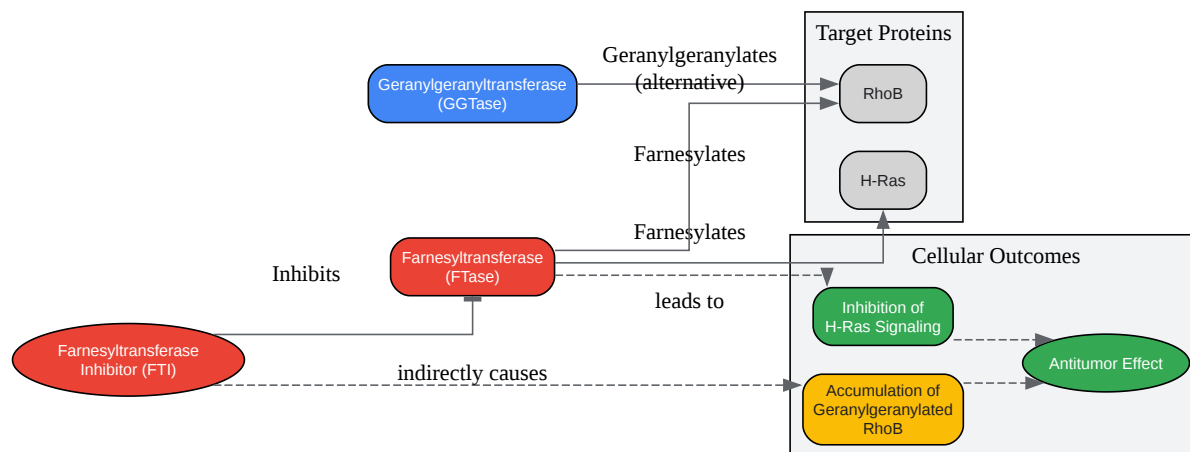 Target Proteins
Geranylgeranylates
(alternative)
Geranylgeranyltransferase
(GGTase)
RhoB
Farnesylates
H-Ras
Farnesylates
Farnesyltransferase
(FTase)
Cellular Outcomes
Inhibits
leads to
Inhibition of
H-Ras Signaling
Farnesyltransferase
Inhibitor (FTI)
indirectly causes
Antitumor Effect
Accumulation of
Geranylgeranylated
RhoB